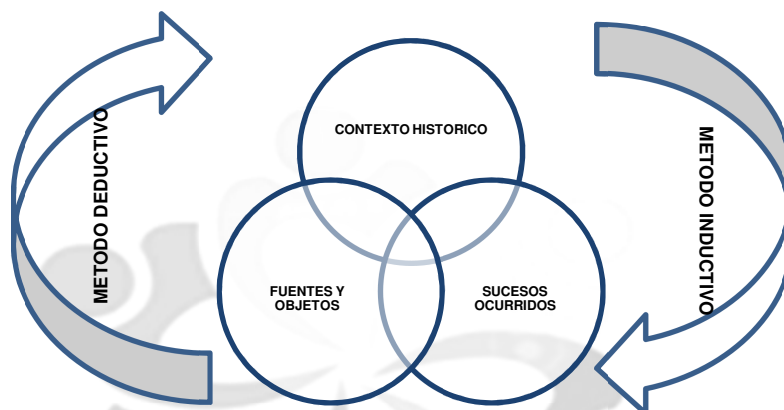 METODO DEDUCTIVO
CONTEXTO HISTORICO
METODO INDUCTIVO
FUENTES Y
OBJETOS
SUCESOS
OCURRIDOS